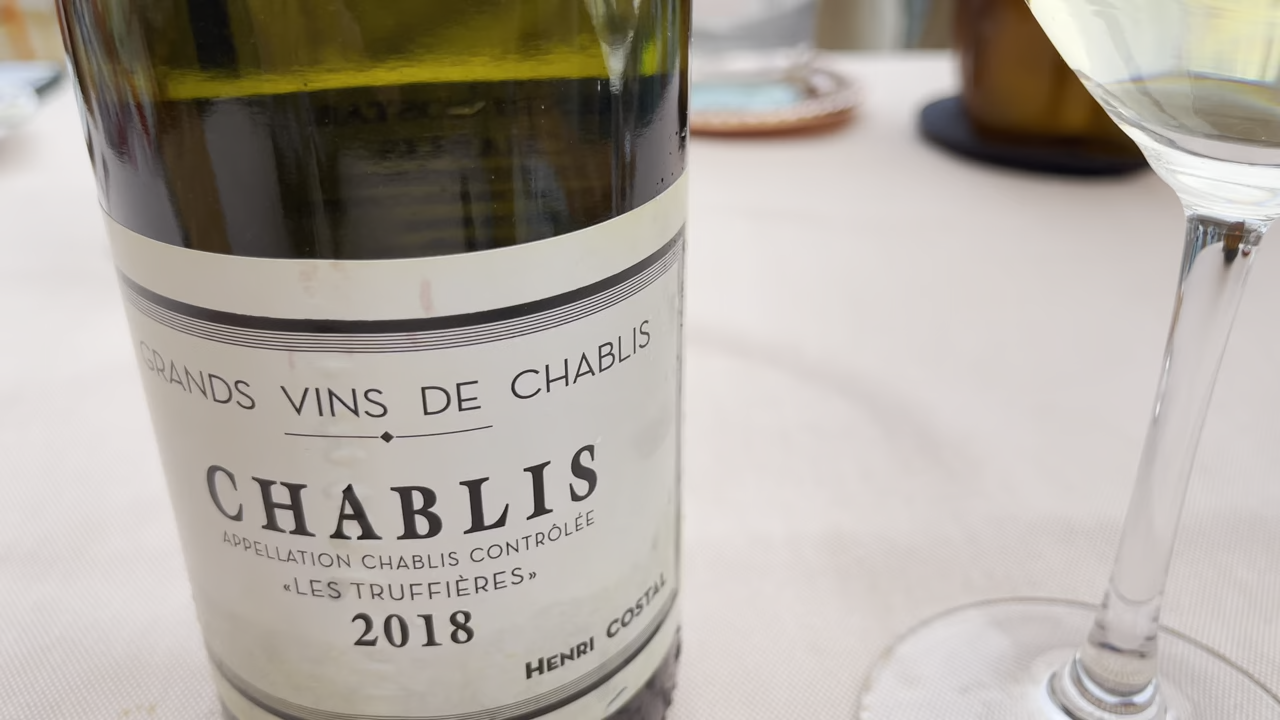 GRANDS VINS DE CHABLIS
CHABLIS
APPELLATION CHABLIS CONTRÔLÉE
«LES TRUFFIÈRES»
2018
HENRI COSTAL